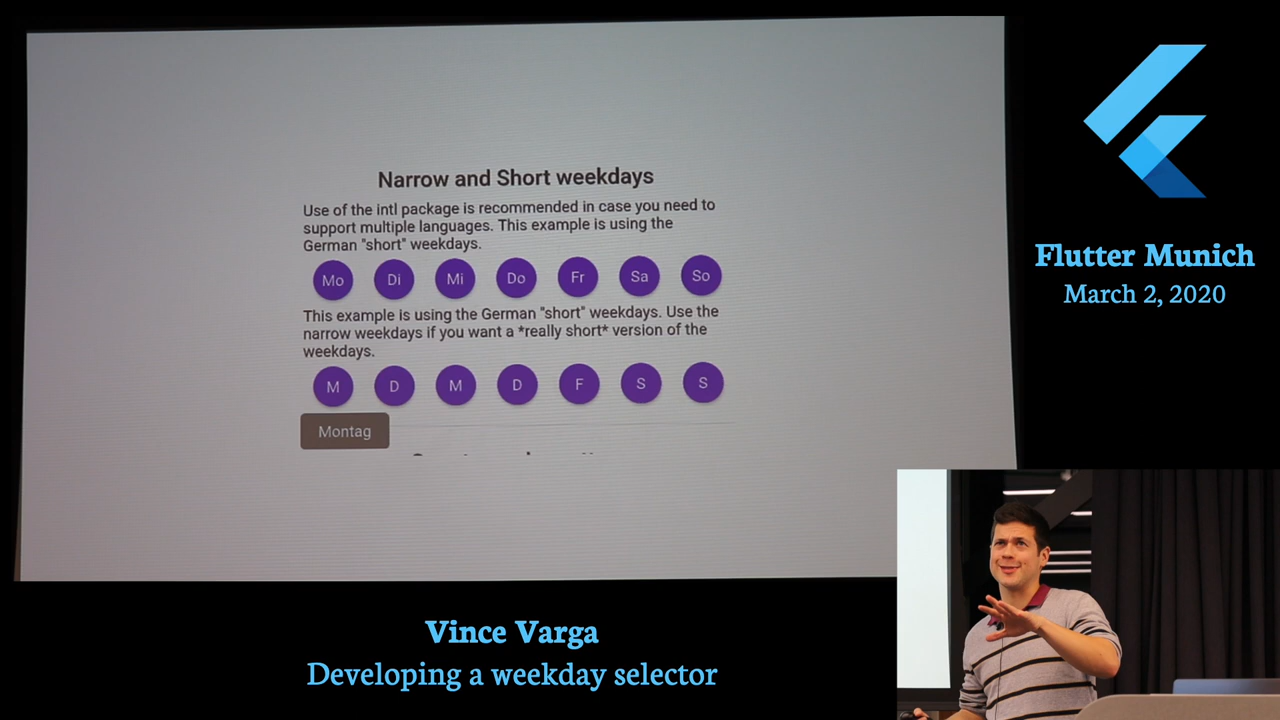 Narrow and Short weekdays
Use of the intl package is recommended in case you need to
support multiple languages. This example is using the
German "short" weekdays.
Mo Di Mi Do Fr Sa So
This example is using the German "short" weekdays. Use the
narrow weekdays if you want a *really short* version of the
weekdays.
M D M D F S S
Montag
Flutter Munich
March 2, 2020
Vince Varga
Developing a weekday selector